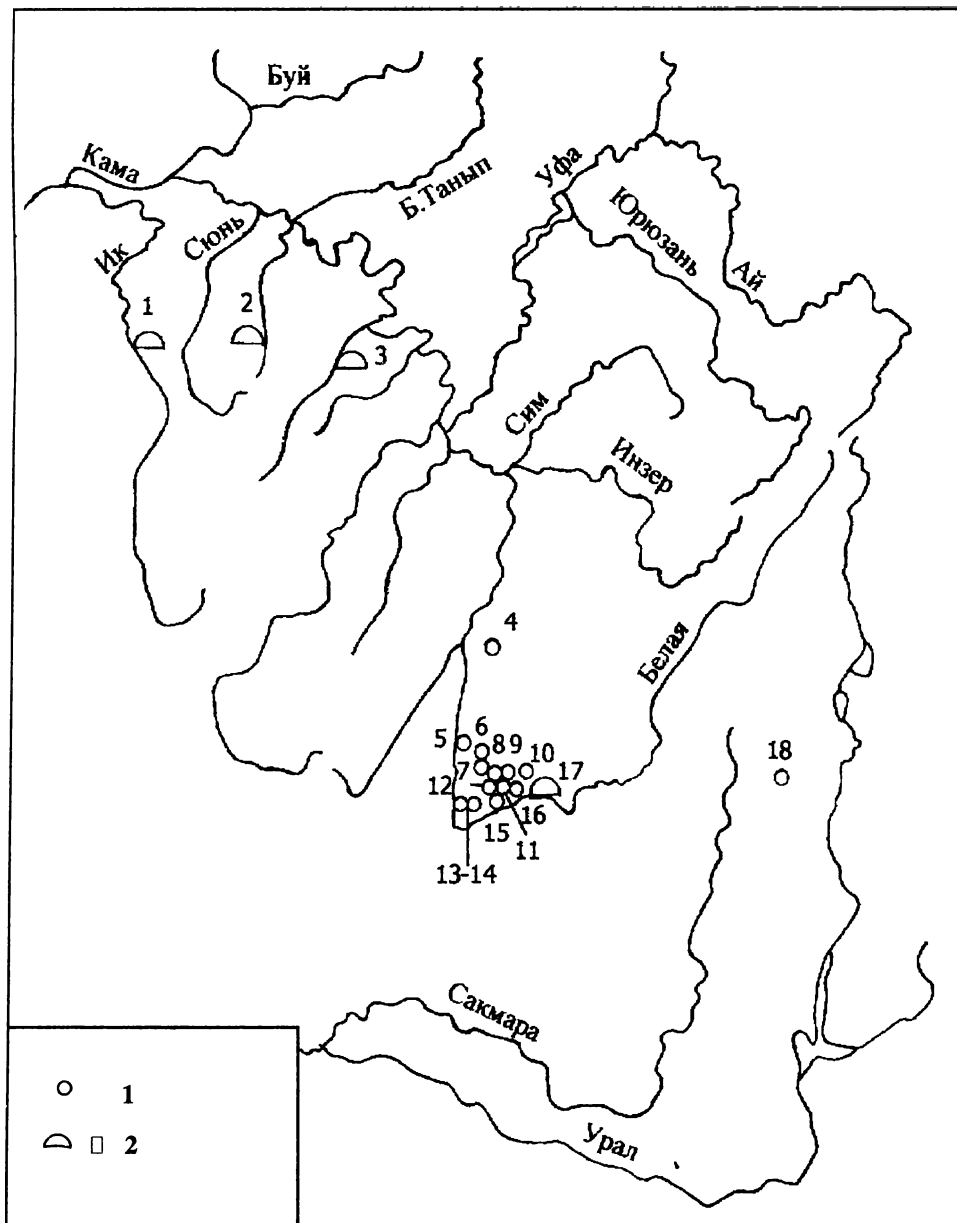 Буй
Кама
Б.Танып
Уфа
Юрюзань
Ай
Ик
Сюнь
1
2
3
Сим
Инзер
4
Белая
5
6
8
9
10
7
17
18
12
16
15
11
13-14
Сакмара
Урал
1
2